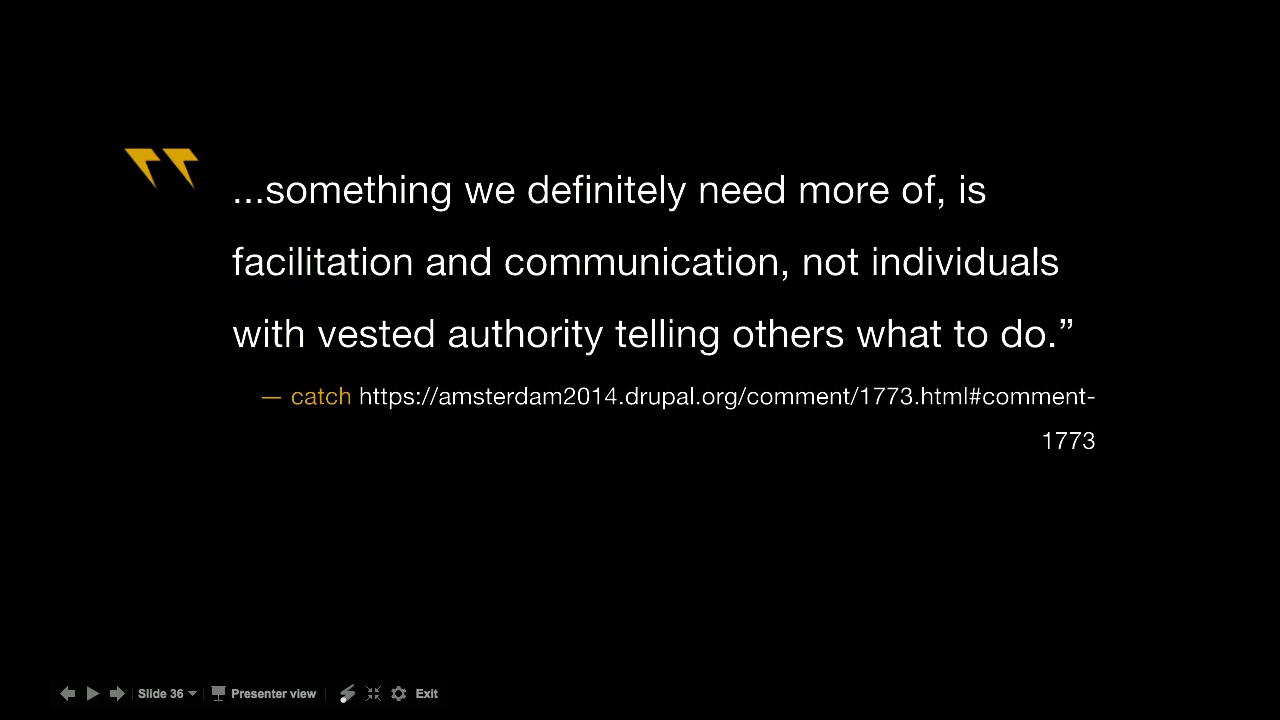 ...something we definitely need more of, is
facilitation and communication, not individuals
with vested authority telling others what to do.”
— catch https://amsterdam2014.drupal.org/comment/1773.html#comment-
1773
Slide 36 Presenter view Exit